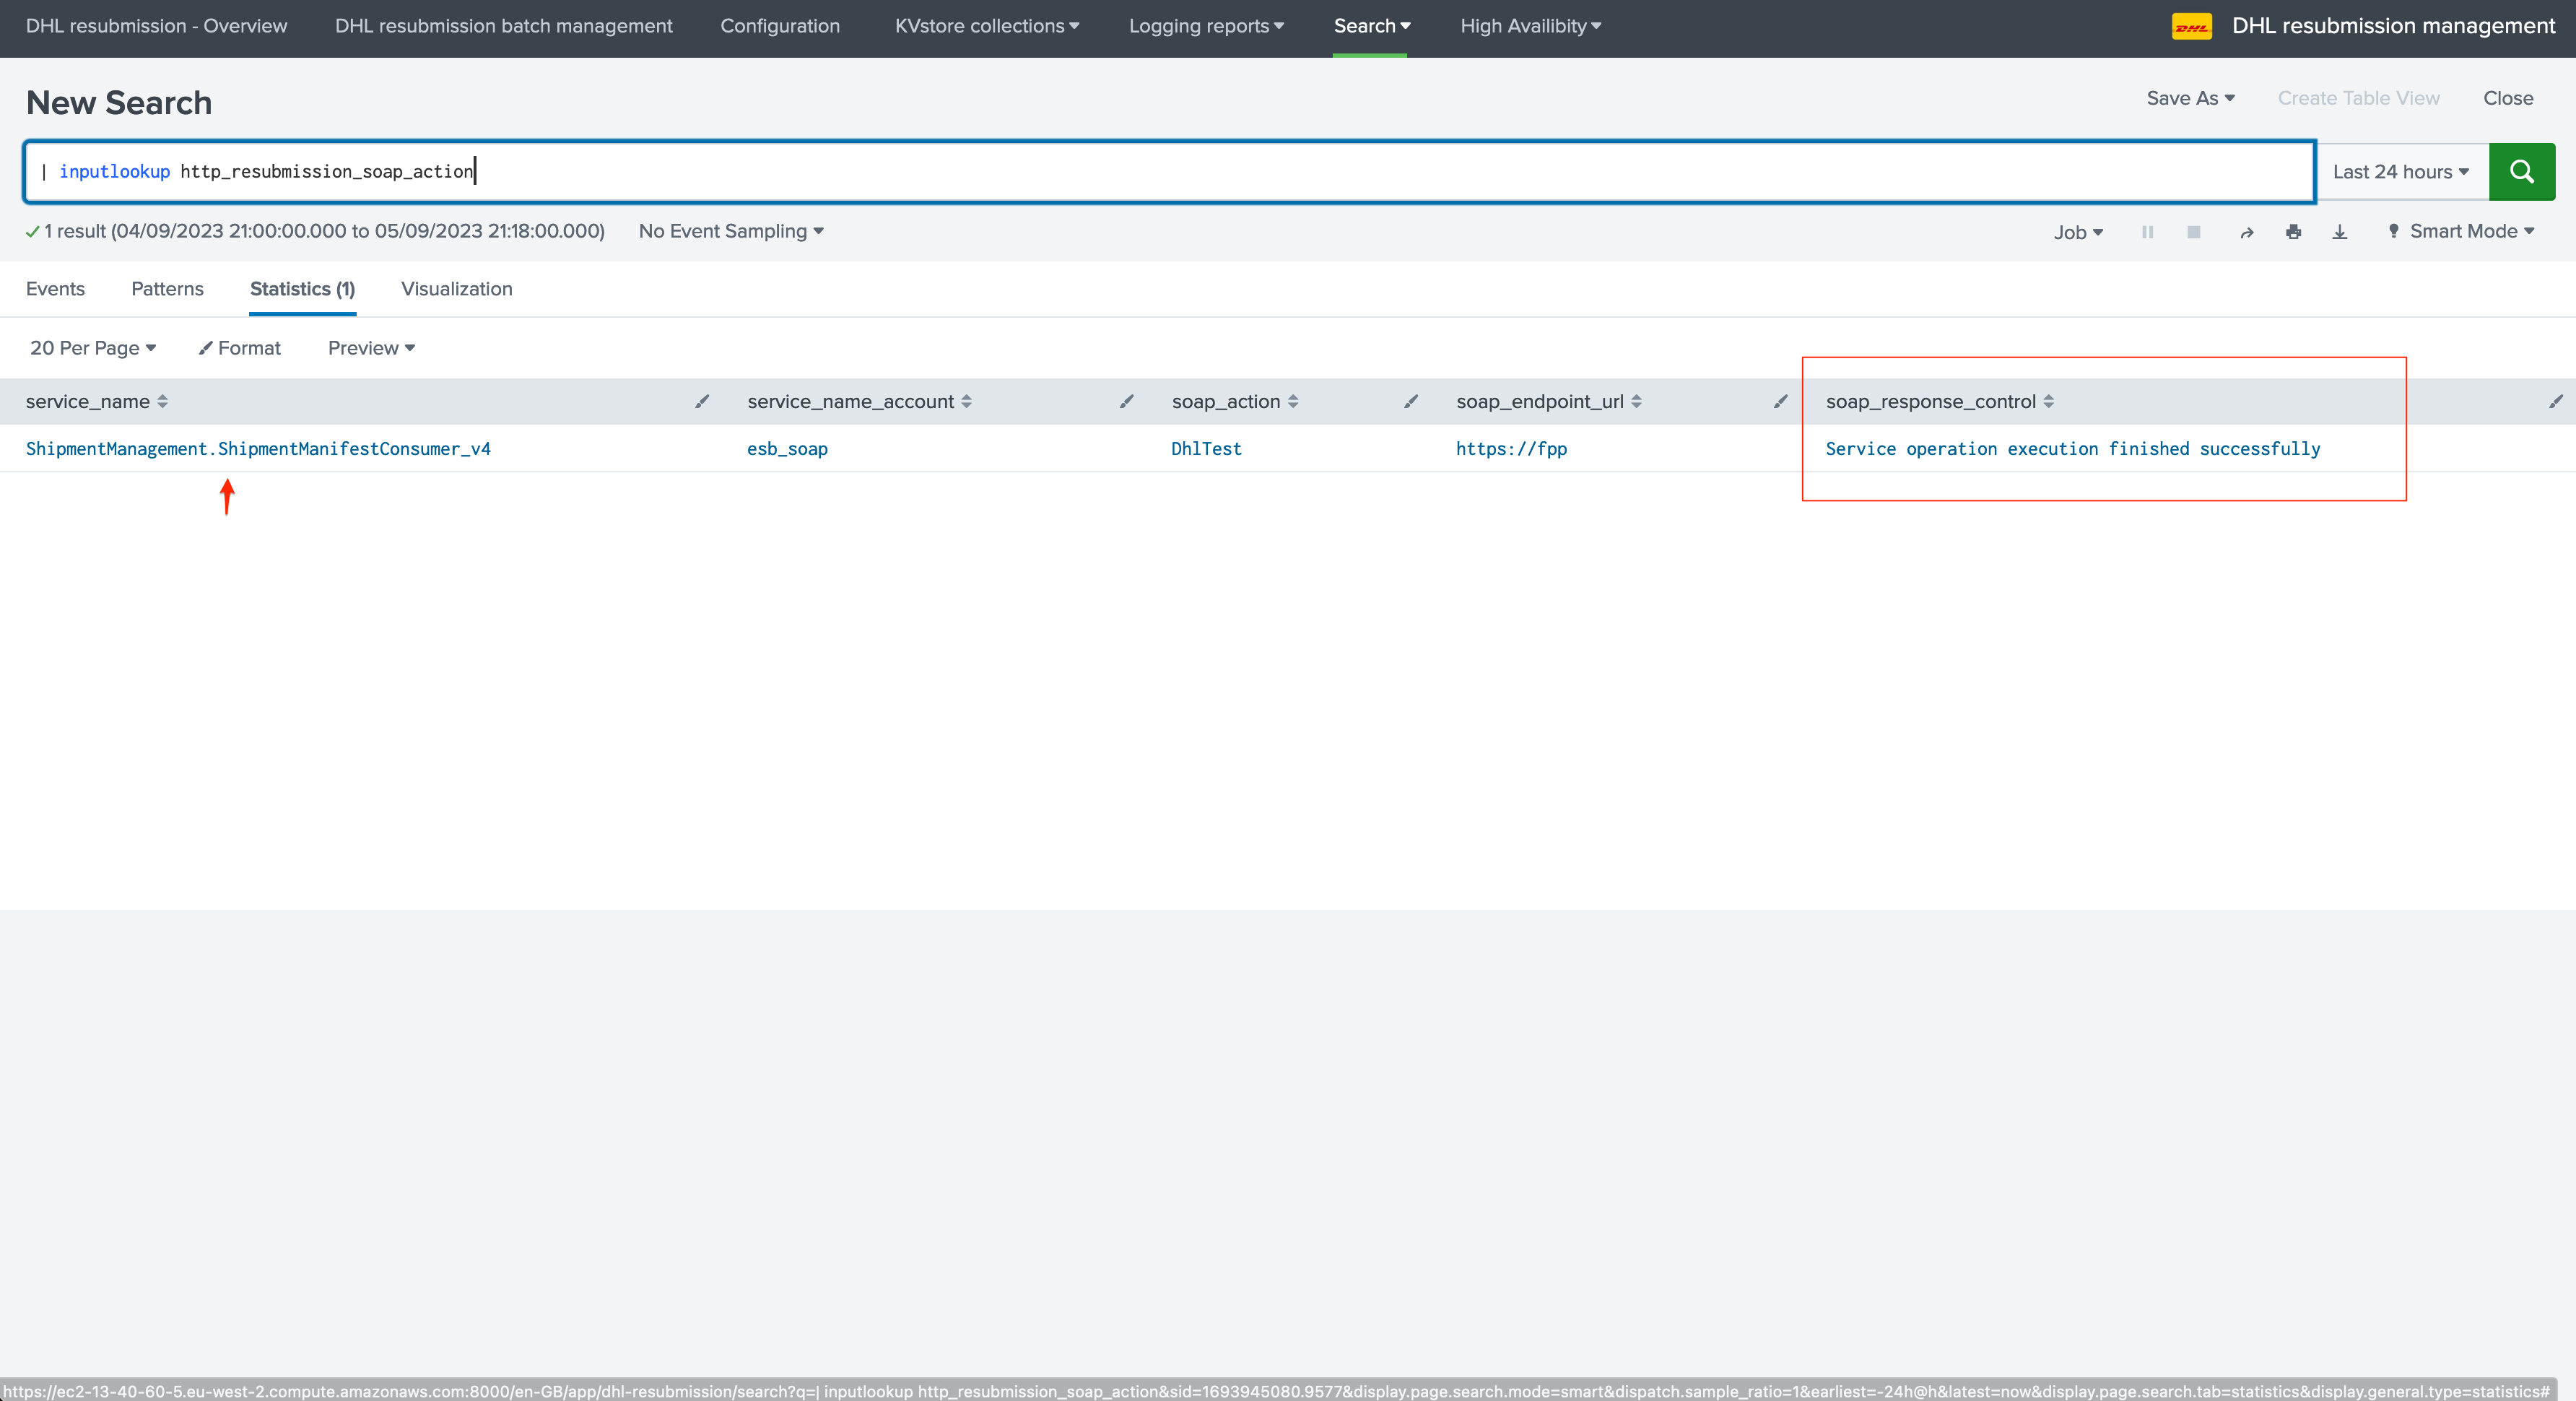 DHL resubmission - Overview DHL resubmission batch management Configuration KVstore collections Logging reports Search High Availibity DHL DHL resubmission management
New Search Save As Create Table View Close
| inputlookup http_resubmission_soap_action Last 24 hours
1 result (04/09/2023 21:00:00.000 to 05/09/2023 21:18:00.000) No Event Sampling Job Smart Mode
Events Patterns Statistics (1) Visualization
20 Per Page Format Preview
service_name service_name_account soap_action soap_endpoint_url soap_response_control
ShipmentManagement.ShipmentManifestConsumer_v4 esb_soap DhlTest https://fpp Service operation execution finished successfully
https://ec2-13-40-60-5.eu-west-2.compute.amazonaws.com:8000/en-GB/app/dhl-resubmission/search?q=| inputlookup http_resubmission_soap_action&sid=1693945080.9577&display.page.search.mode=smart&dispatch.sample_ratio=1&earliest=-24h@h&latest=now&display.page.search.tab=statistics&display.general.type=statistics#